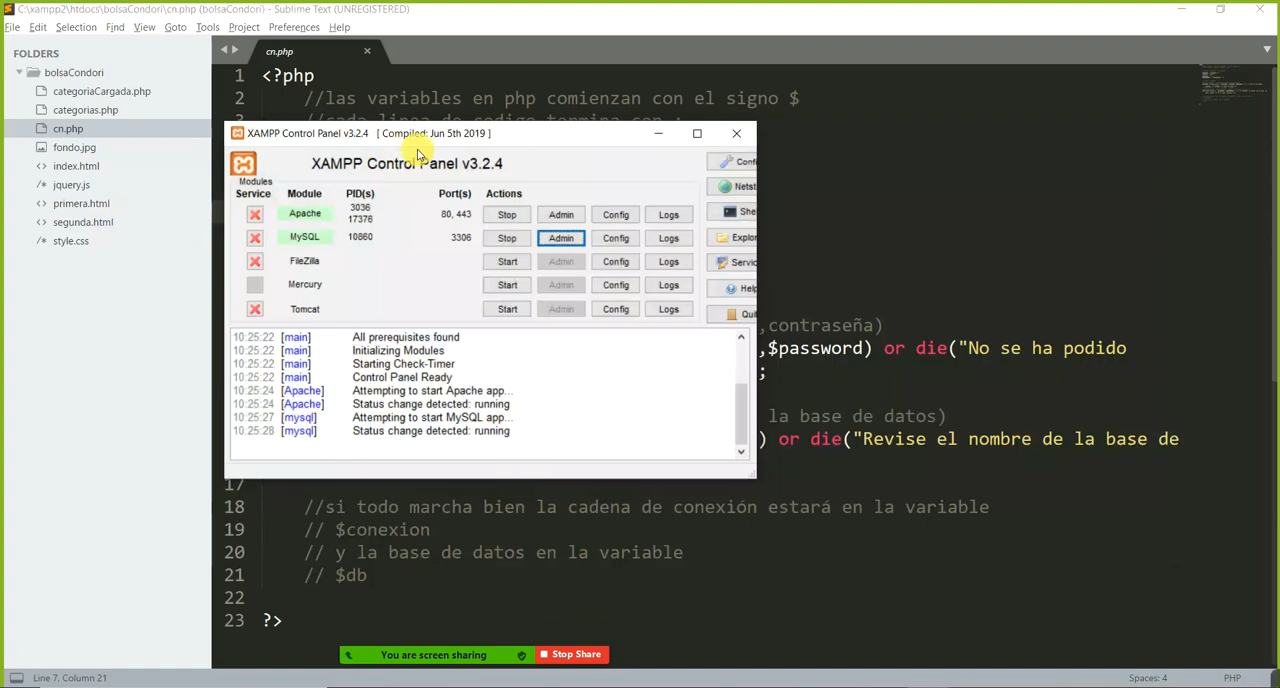 C:\xampp2\htdocs\bolsaCondori\cn.php (bolsaCondori) - Sublime Text (UNREGISTERED)
File Edit Selection Find View Goto Tools Project Preferences Help
FOLDERS
bolsaCondori
categoriaCargada.php
categorias.php
cn.php
fondo.jpg
index.html
jquery.js
primera.html
segunda.html
style.css
cn.php
1 <?php
2 //las variables en php comienzan con el signo $
//cada linea de codigo termina con ;
XAMPP Control Panel v3.2.4 [ Compiled: Jun 5th 2019 ]
XAMPP Control Panel v3.2.4
Modules
Service Module PID(s) Port(s) Actions
Apache 3036 17376 80, 443 Stop Admin Config Logs
MySQL 10860 3306 Stop Admin Config Logs
FileZilla Start Admin Config Logs
Mercury Start Admin Config Logs
Tomcat Start Admin Config Logs
Confi
Netst
She
Explor
Servic
Help
Qui
10:25:22 [main] All prerequisites found
10:25:22 [main] Initializing Modules
10:25:22 [main] Starting Check-Timer
10:25:22 [main] Control Panel Ready
10:25:24 [Apache] Attempting to start Apache app...
10:25:24 [Apache] Status change detected: running
10:25:27 [mysql] Attempting to start MySQL app...
10:25:28 [mysql] Status change detected: running
,contraseña)
,$password) or die("No se ha podido
;
la base de datos)
) or die("Revise el nombre de la base de
17
18 //si todo marcha bien la cadena de conexión estará en la variable
19 // $conexion
20 // y la base de datos en la variable
21 // $db
22
23 ?>
You are screen sharing Stop Share
Line 7, Column 21 Spaces: 4 PHP